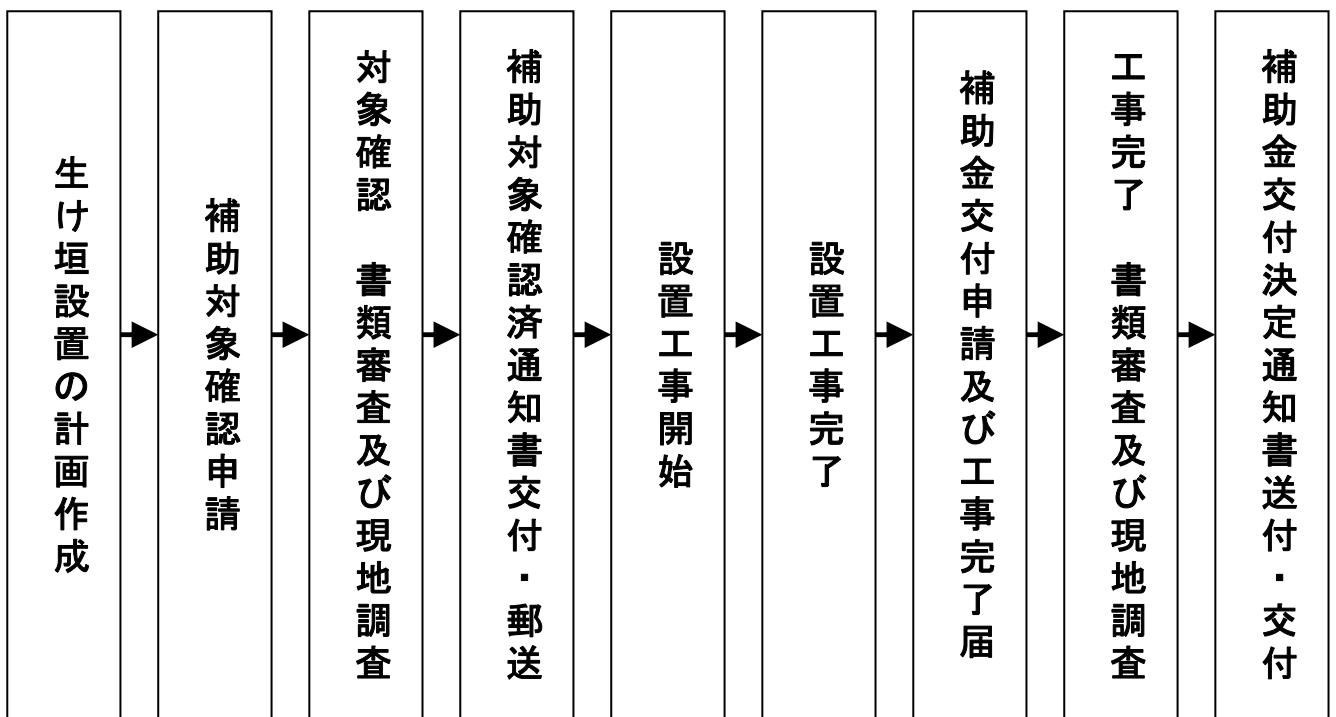 生け垣設置の計画作成
補助対象確認申請
対象確認　書類審査及び現地調査
補助対象確認済通知書交付・郵送
設置工事開始
設置工事完了
補助金交付申請及び工事完了届
工事完了　書類審査及び現地調査
補助金交付決定通知書送付・交付